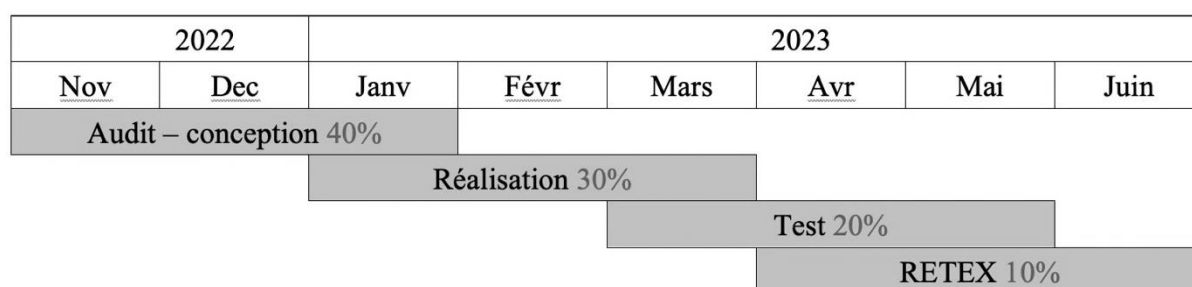 2022 2023
Nov Dec Janv Févr Mars Avr Mai Juin
Audit – conception 40%
Réalisation 30%
Test 20%
RETEX 10%